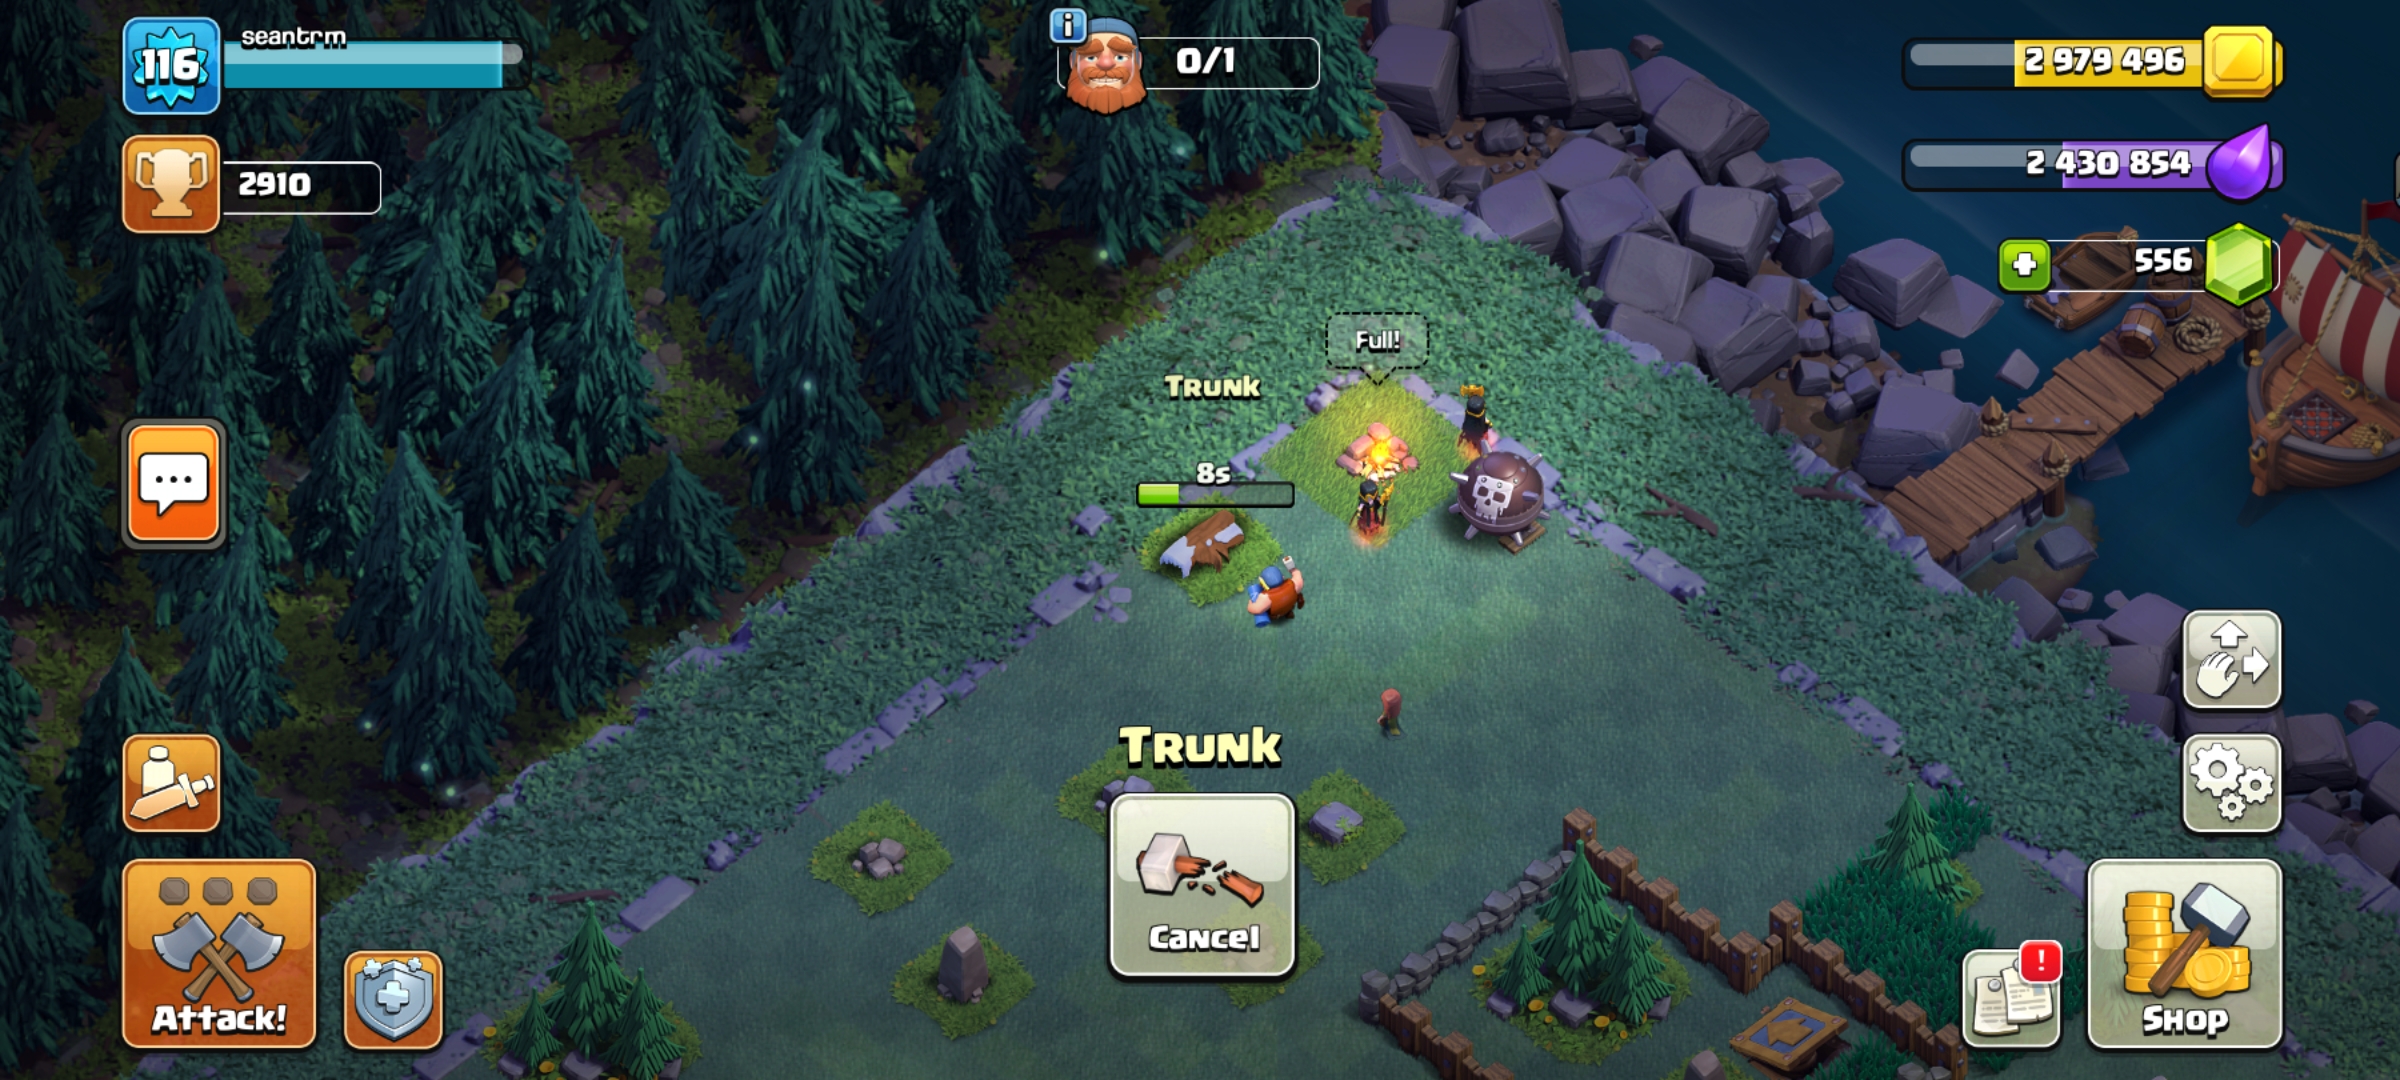 116
seantrm
0/1
2 979 496
2910
2 430 854
556
Full!
Trunk
8s
Trunk
Cancel
Attack!
!
Shop